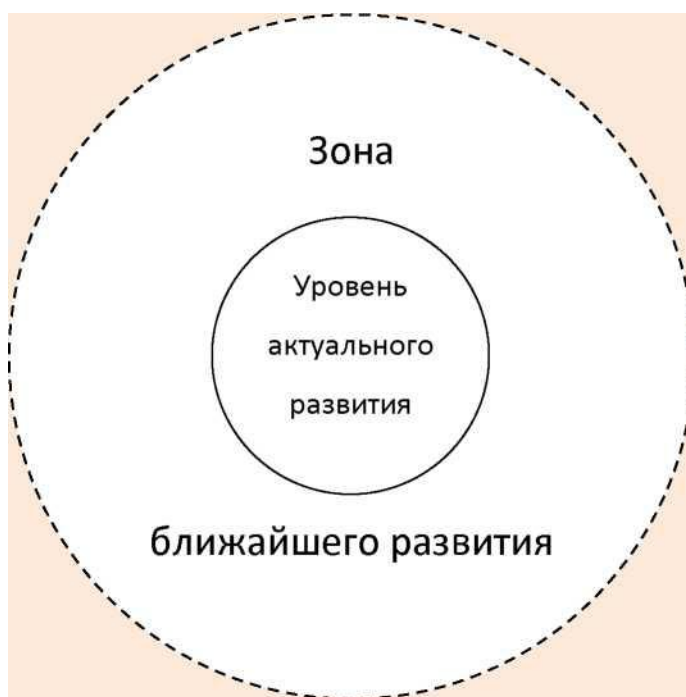 Зона
Уровень
актуального
развития
ближайшего развития